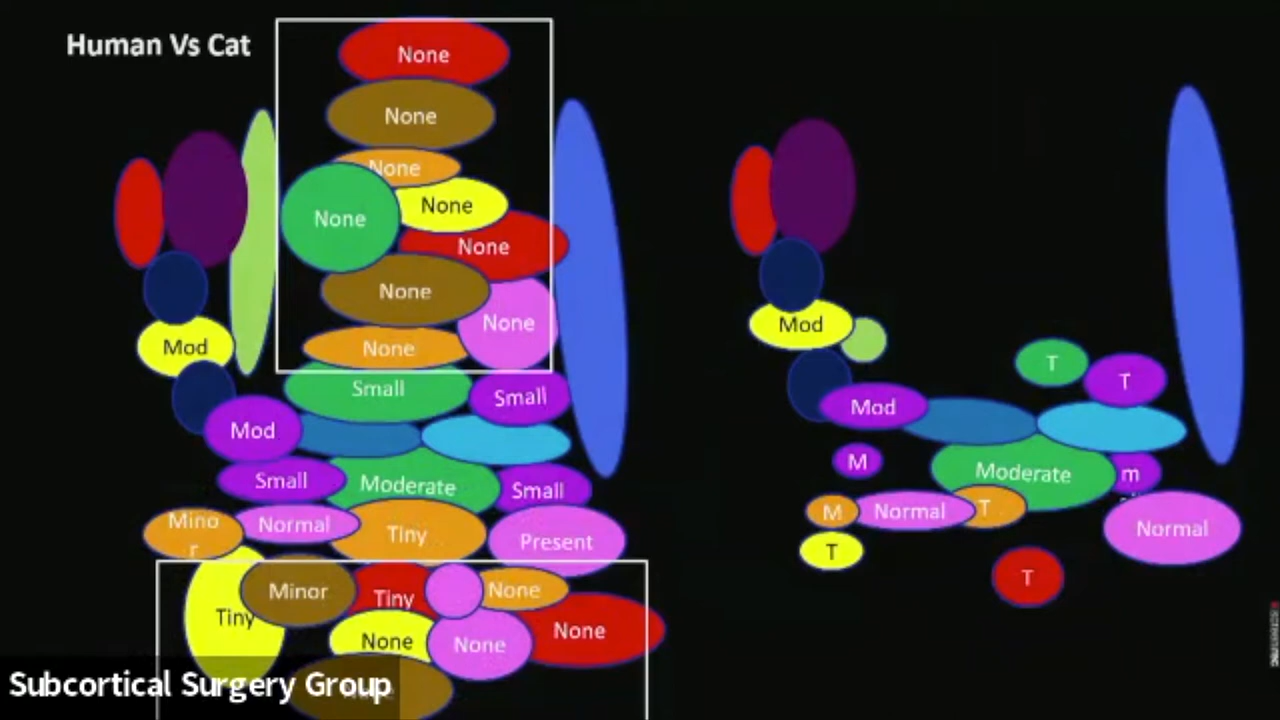 Human Vs Cat
None
None
None
None
None
None
None
None
None
Small
Small
Mod
Mod
Small
Moderate
Small
Mino
r
Normal
Tiny
Present
Tiny
Minor
Tiny
None
None
None
None
Mod
T
T
Mod
M
Moderate
m
M
Normal
T
Normal
T
T
Subcortical Surgery Group